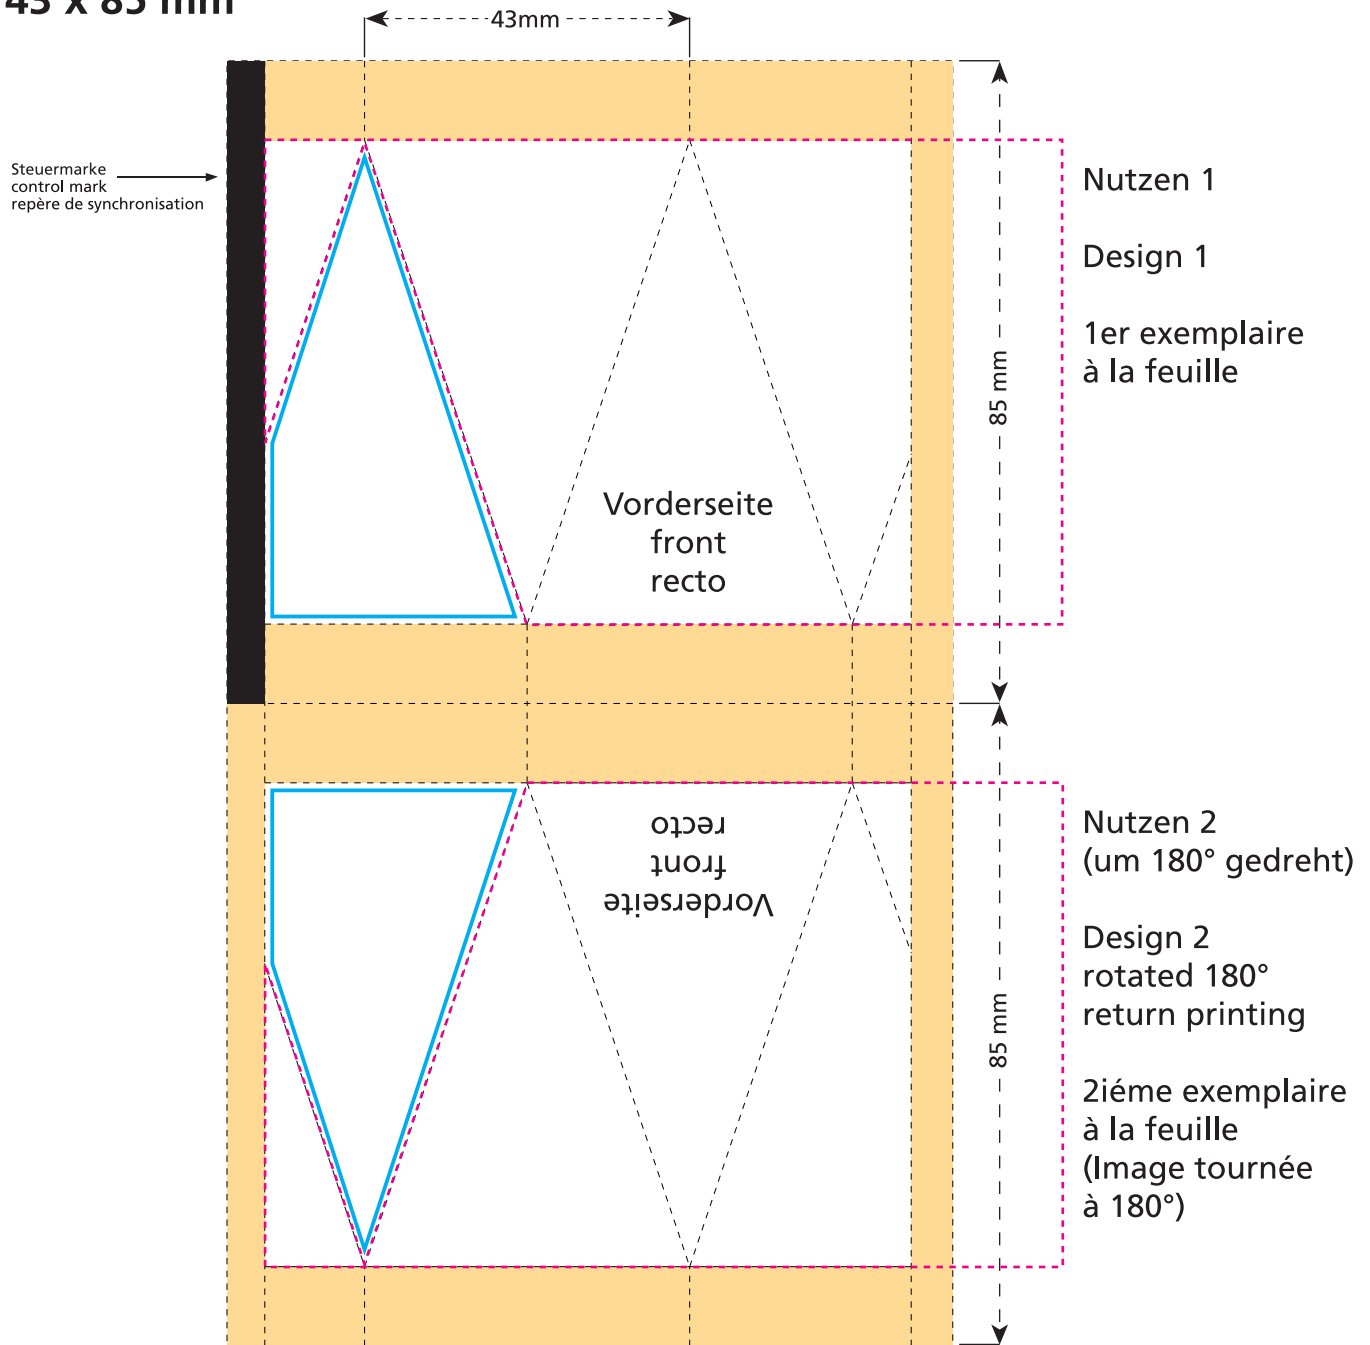 43 x 85 mm
43mm
Steuermarke
control mark
repère de synchronisation
Nutzen 1
Design 1
1er exemplaire
à la feuille
85 mm
Vorderseite
front
recto
Vorderseite
front
recto
85 mm
Nutzen 2
(um 180° gedreht)
Design 2
rotated 180°
return printing
2iéme exemplaire
à la feuille
(Image tournée
à 180°)